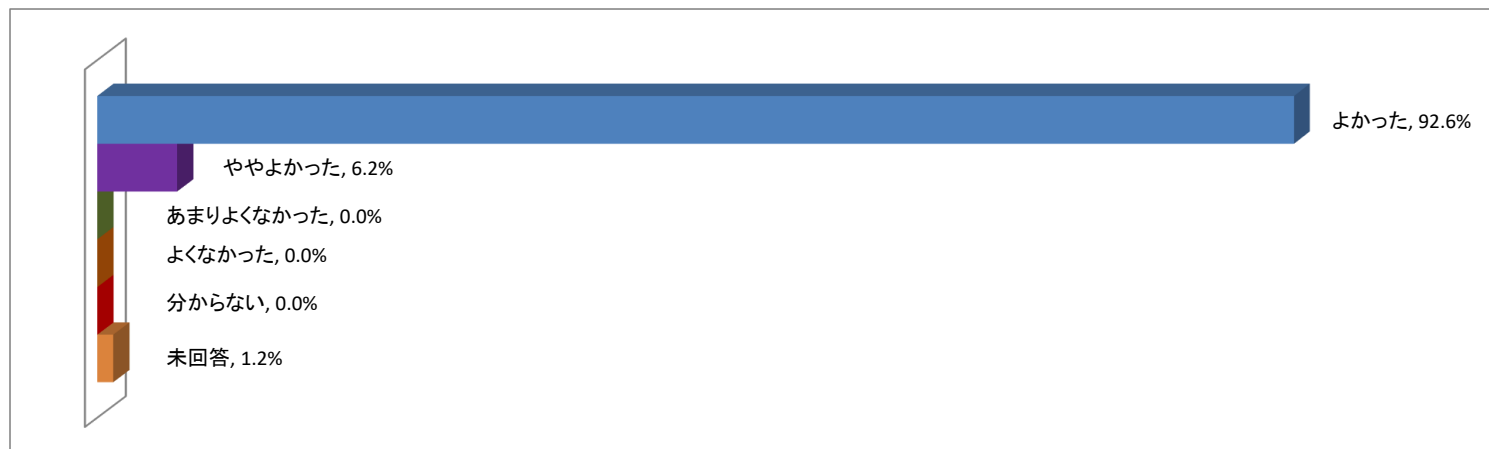 よかった, 92.6%
ややよかった, 6.2%
あまりよくなかった, 0.0%
よくなかった, 0.0%
分からない, 0.0%
未回答, 1.2%